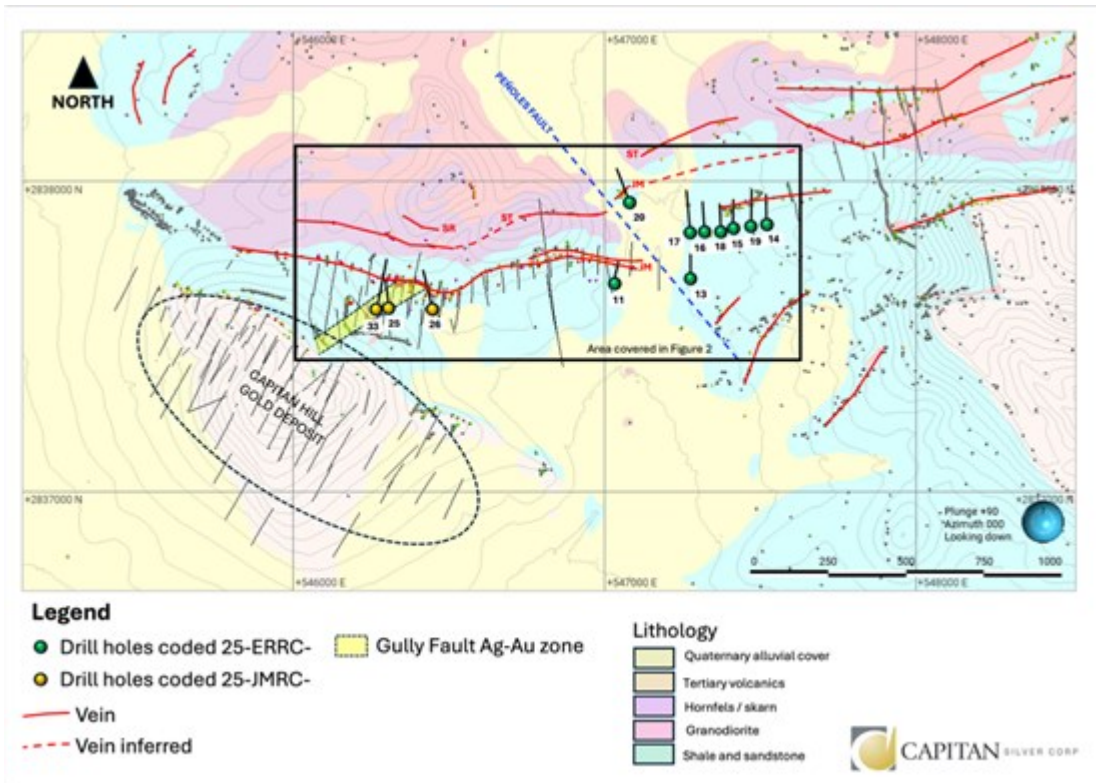 +546000 E
+547000 E
+548000 E
NORTH
PEÑOLES FAULT
ST
+2838000 N
JM
20
SR
ST
17
16
18
15
19
14
JM
11
13
33
25
26
Area covered in Figure 2
CAPITAN HILL
GOLD DEPOSIT
+2837000 N
Plunge +90
Azimuth 000
Looking down
0
250
500
750
1000
+546000 E
+547000 E
+548000 E
Legend
Drill holes coded 25-ERRC-
Drill holes coded 25-JMRC-
Vein
Vein inferred
Gully Fault Ag-Au zone
Lithology
Quaternary alluvial cover
Tertiary volcanics
Hornfels / skarn
Granodiorite
Shale and sandstone
CAPITAN SILVER CORP